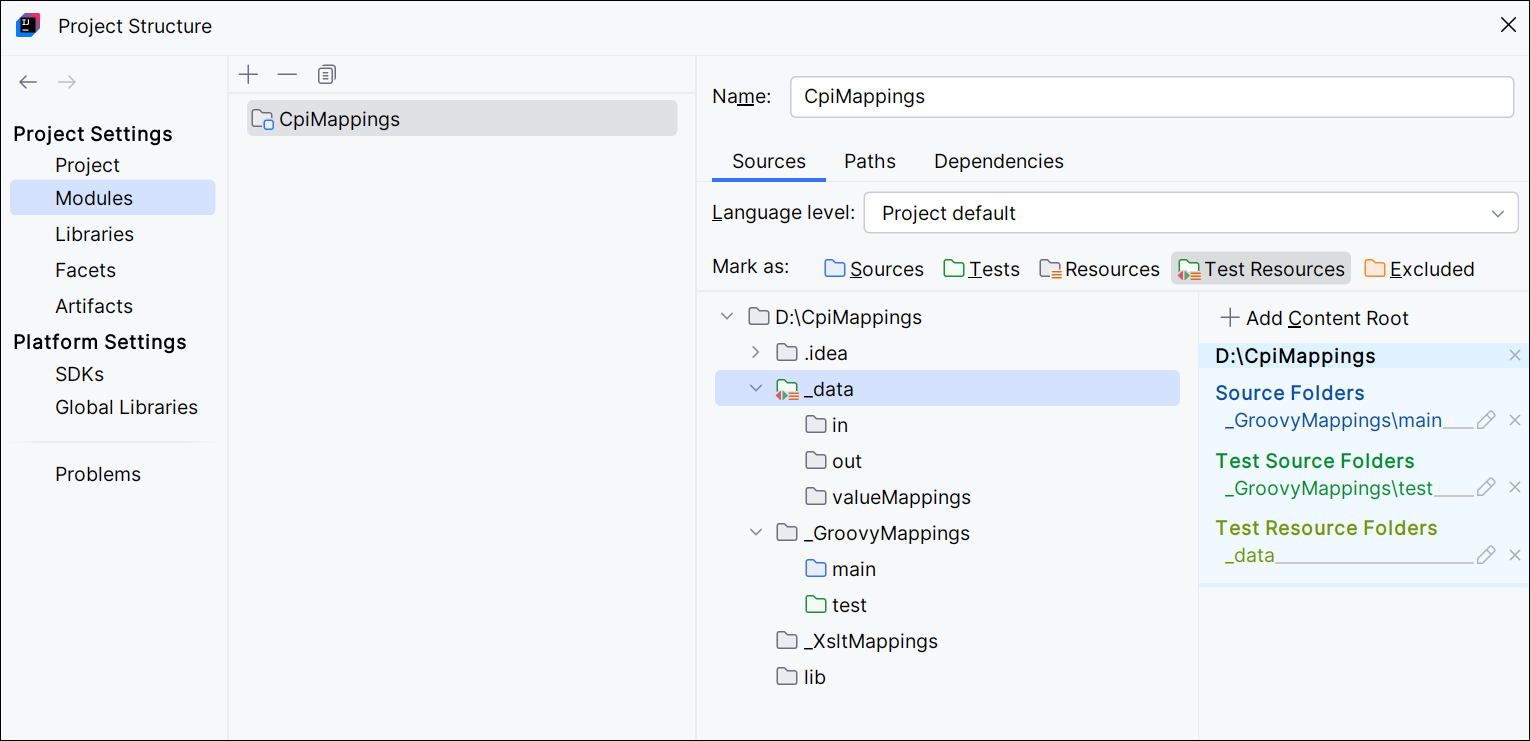 Project Structure
Project Settings
Project
Modules
Libraries
Facets
Artifacts
Platform Settings
SDKs
Global Libraries
Problems
CpiMappings
Name: CpiMappings
Sources Paths Dependencies
Language level: Project default
Mark as: Sources Tests Resources Test Resources Excluded
D:\CpiMappings
.idea
_data
in
out
valueMappings
_GroovyMappings
main
test
_XsltMappings
lib
Add Content Root
D:\CpiMappings
Source Folders
_GroovyMappings\main
Test Source Folders
_GroovyMappings\test
Test Resource Folders
_data